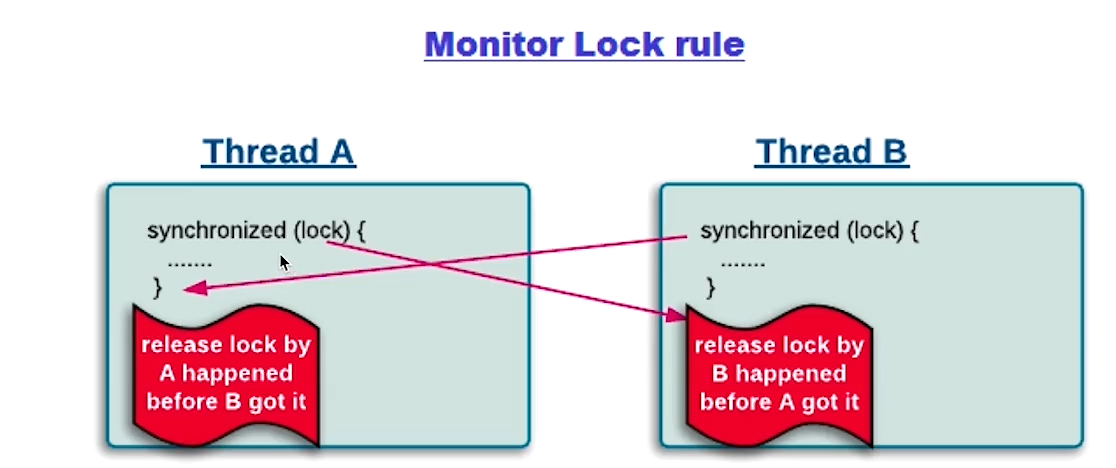 Monitor Lock rule
Thread A
synchronized (lock) {
.......
}
release lock by
A happened
before B got it
Thread B
synchronized (lock) {
.......
}
release lock by
B happened
before A got it